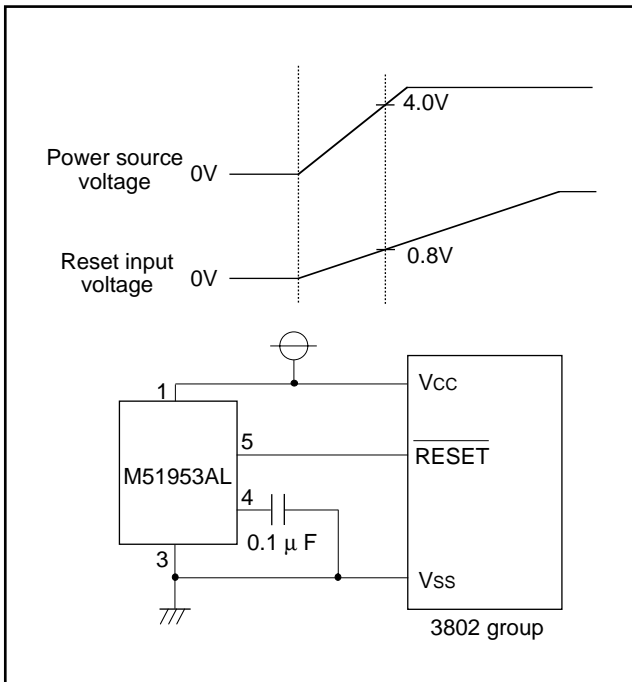 4.0V
Power source
voltage
0V
0.8V
Reset input
voltage
0V
1
VCC
5
RESET
M51953AL
4
0.1 μ F
3
VSS
3802 group